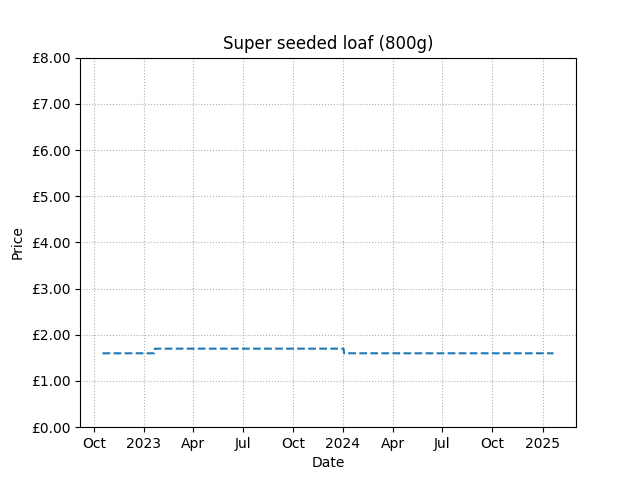 Super seeded loaf (800g)
£8.00
£7.00
£6.00
£5.00
£4.00
£3.00
£2.00
£1.00
£0.00
Price
Oct 2023 Apr Jul Oct 2024 Apr Jul Oct 2025
Date